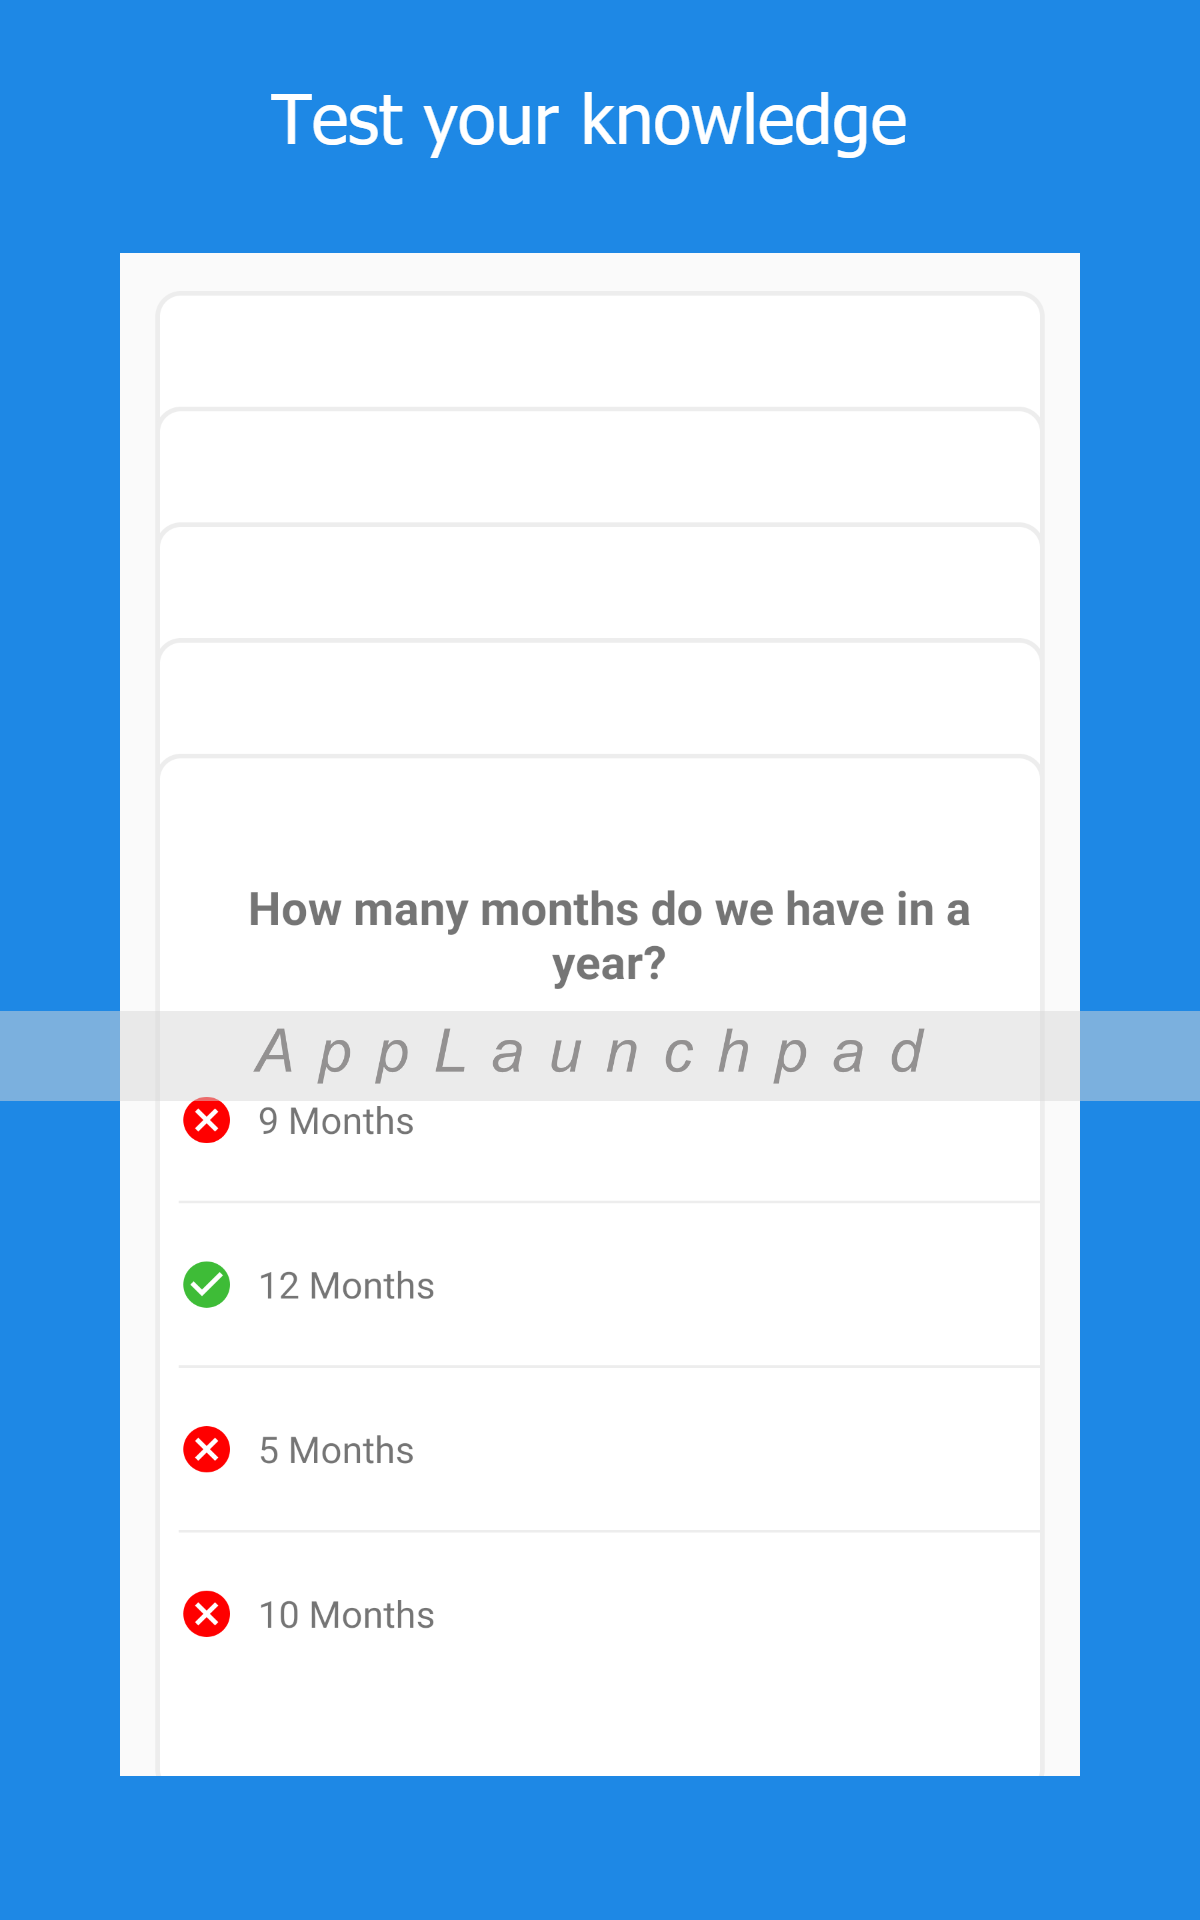 Test your knowledge
How many months do we have in a
year?
AppLaunchpad
9 Months
12 Months
5 Months
10 Months